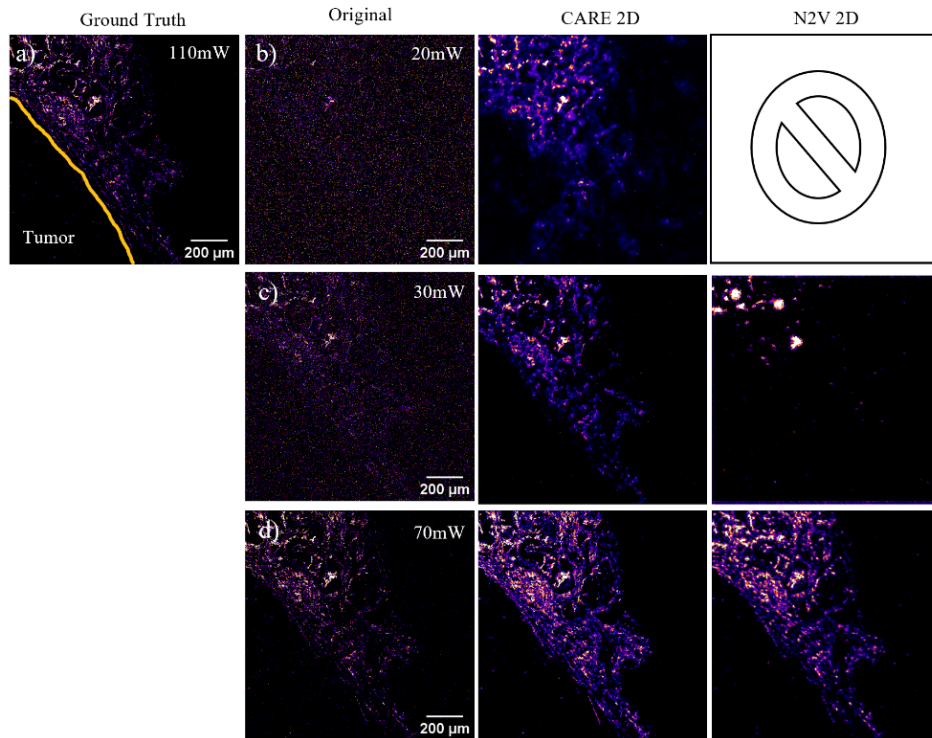 Ground Truth
Original
CARE 2D
N2V 2D
a)
110mW
Tumor
200 µm
b)
20mW
200 µm
c)
30mW
200 µm
d)
70mW
200 µm